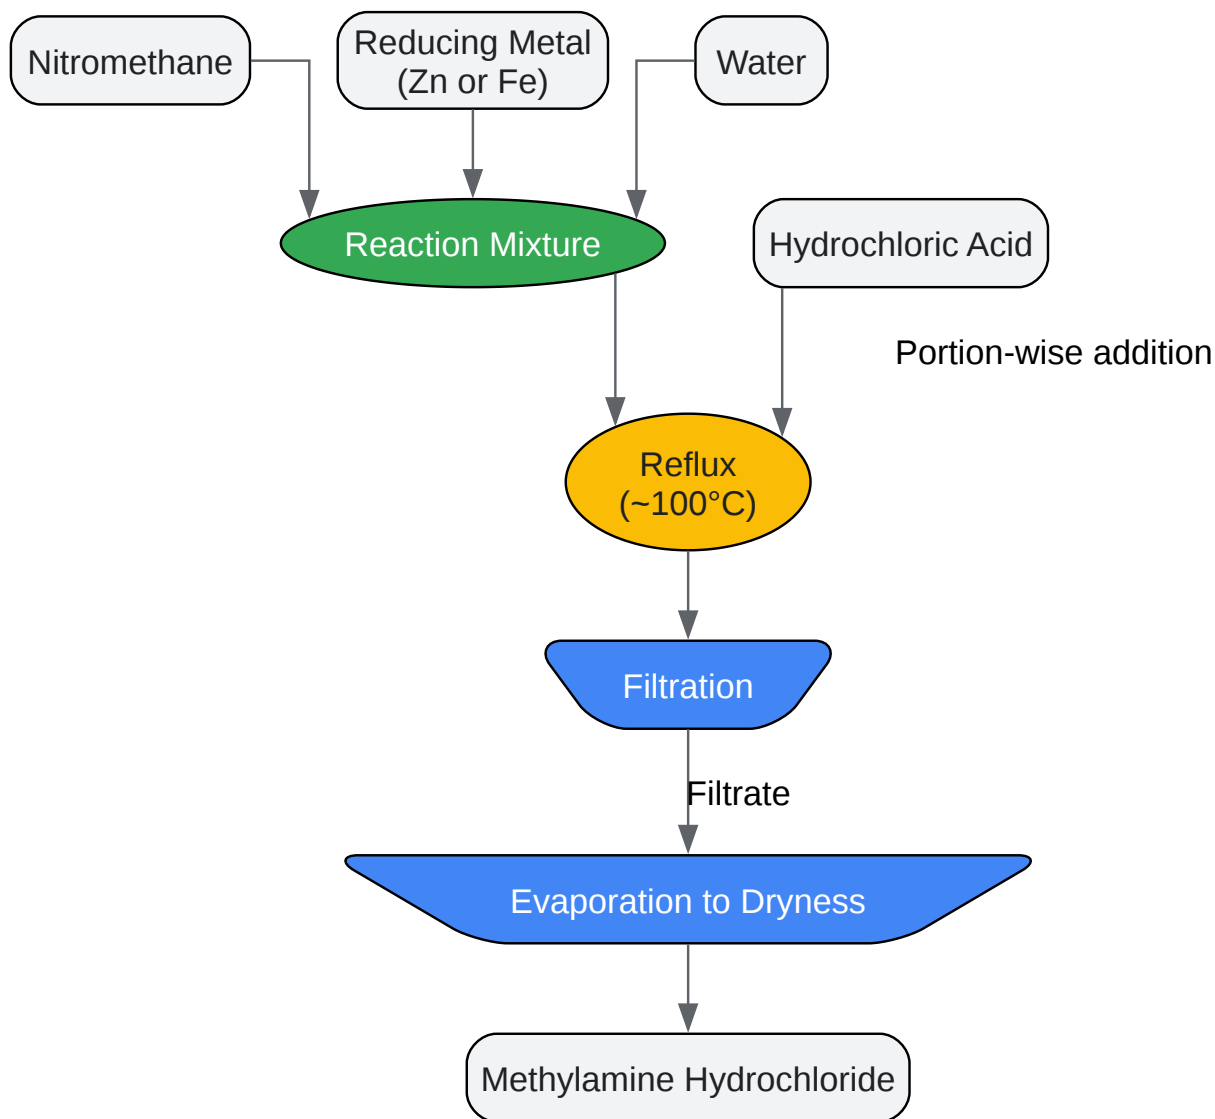 Nitromethane
Reducing Metal
(Zn or Fe)
Water
Reaction Mixture
Hydrochloric Acid
Portion-wise addition
Reflux
(~100°C)
Filtration
Filtrate
Evaporation to Dryness
Methylamine Hydrochloride